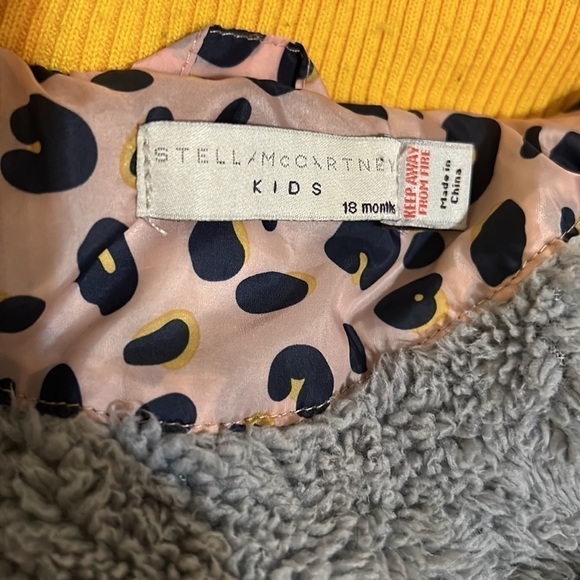 STELLA McCARTNEY
KIDS
18 months
KEEP AWAY
FROM FIRE
Made in
China